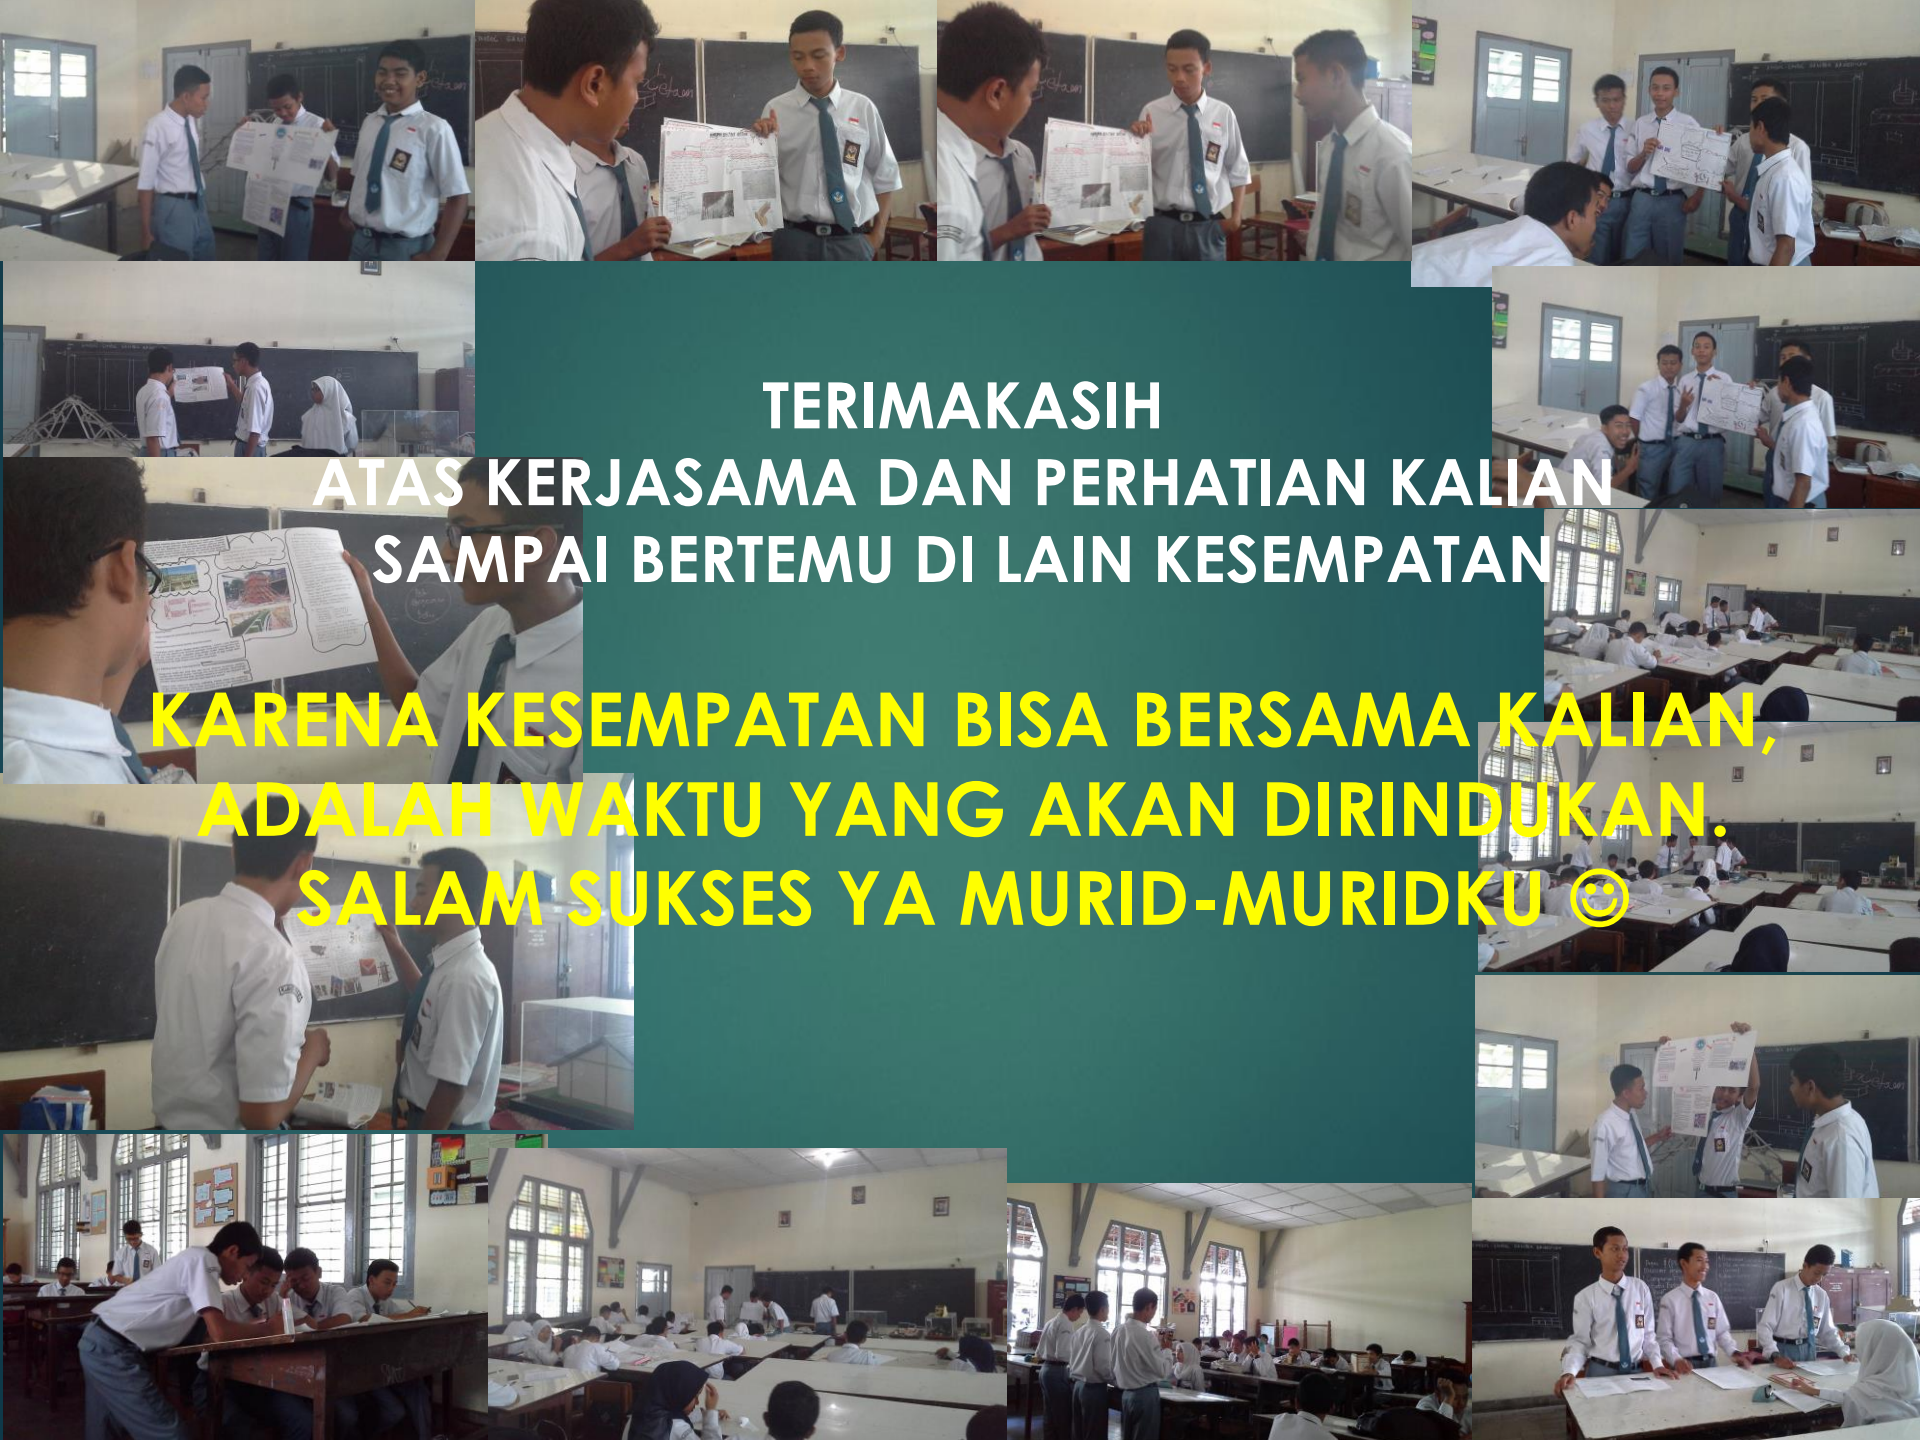 TERIMAKASIH
ATAS KERJASAMA DAN PERHATIAN KALIAN
SAMPAI BERTEMU DI LAIN KESEMPATAN
KARENA KESEMPATAN BISA BERSAMA KALIAN,
ADALAH WAKTU YANG AKAN DIRINDUKAN.
SALAM SUKSES YA MURID-MURIDKU ☺